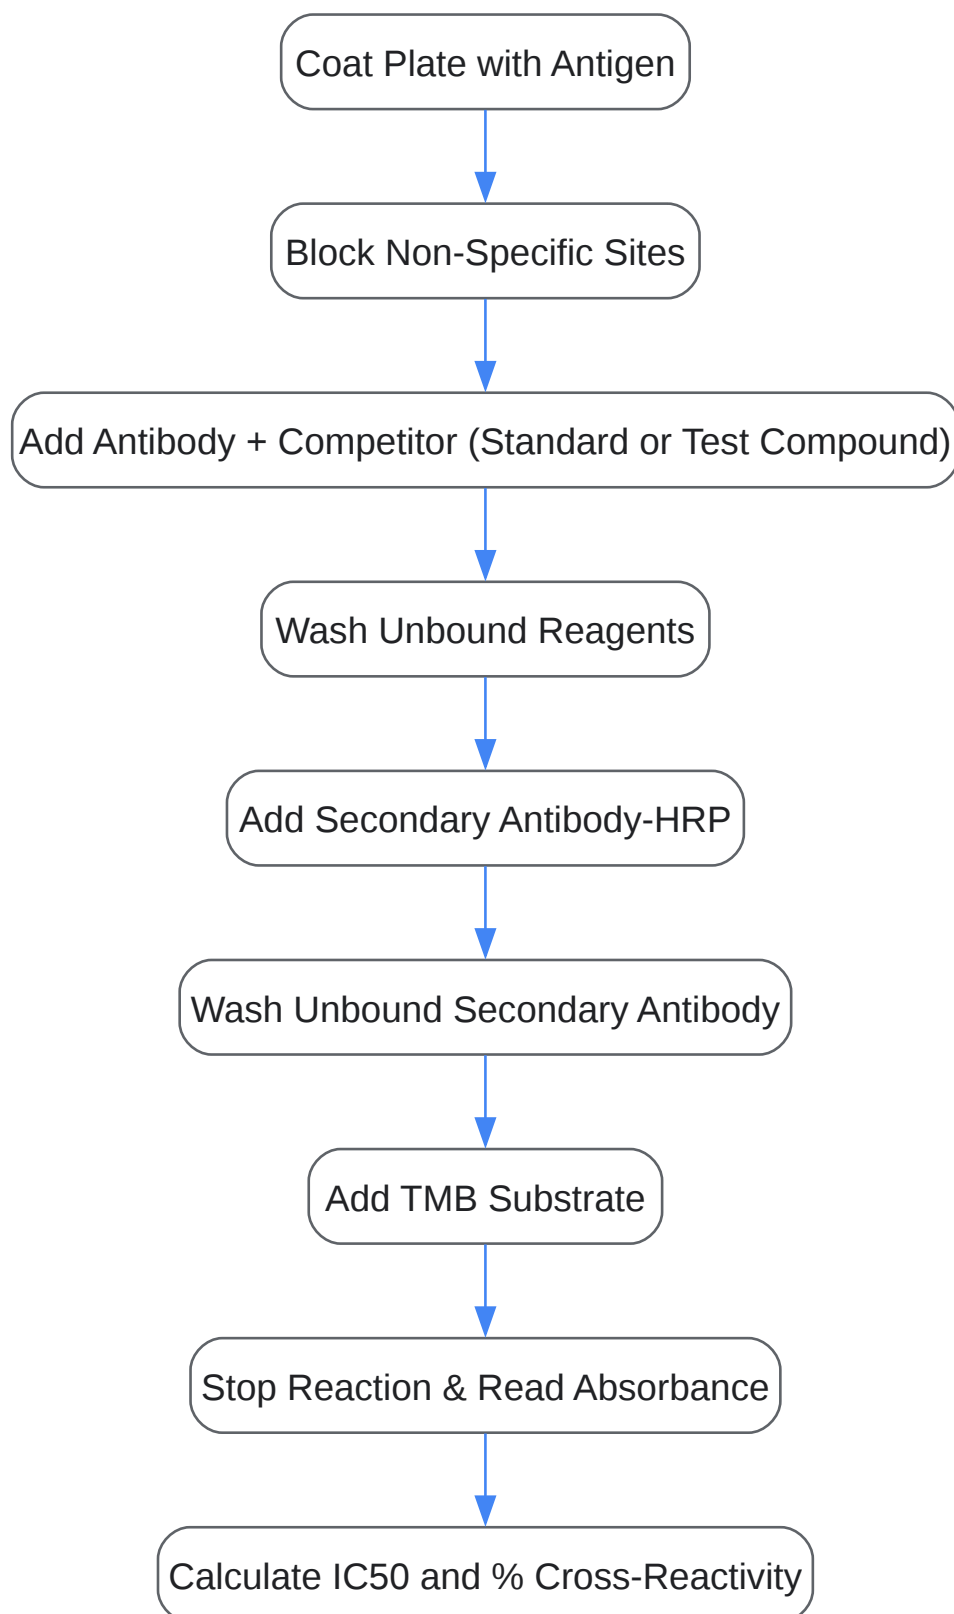 Coat Plate with Antigen
Block Non-Specific Sites
Add Antibody + Competitor (Standard or Test Compound)
Wash Unbound Reagents
Add Secondary Antibody-HRP
Wash Unbound Secondary Antibody
Add TMB Substrate
Stop Reaction & Read Absorbance
Calculate IC50 and % Cross-Reactivity